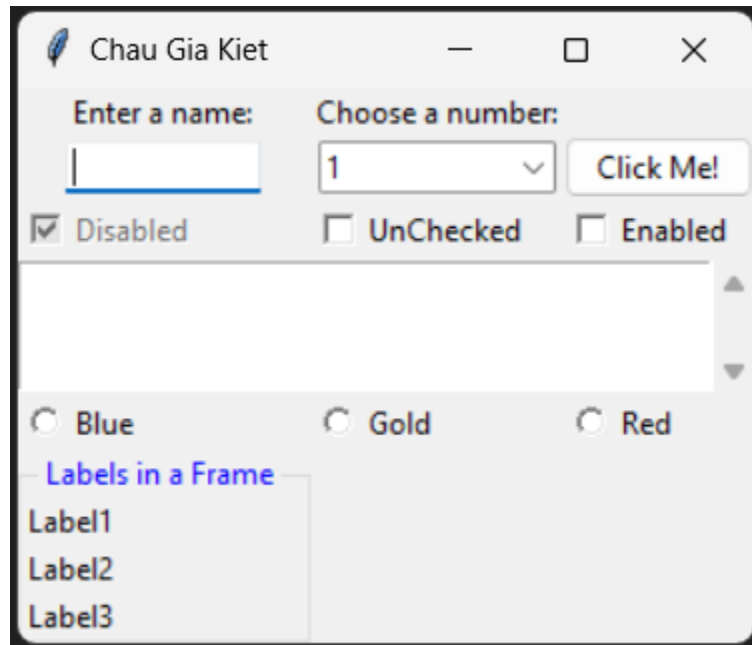 Chau Gia Kiet
Enter a name: Choose a number:
1 Click Me!
Disabled UnChecked Enabled
Blue Gold Red
Labels in a Frame
Label1
Label2
Label3